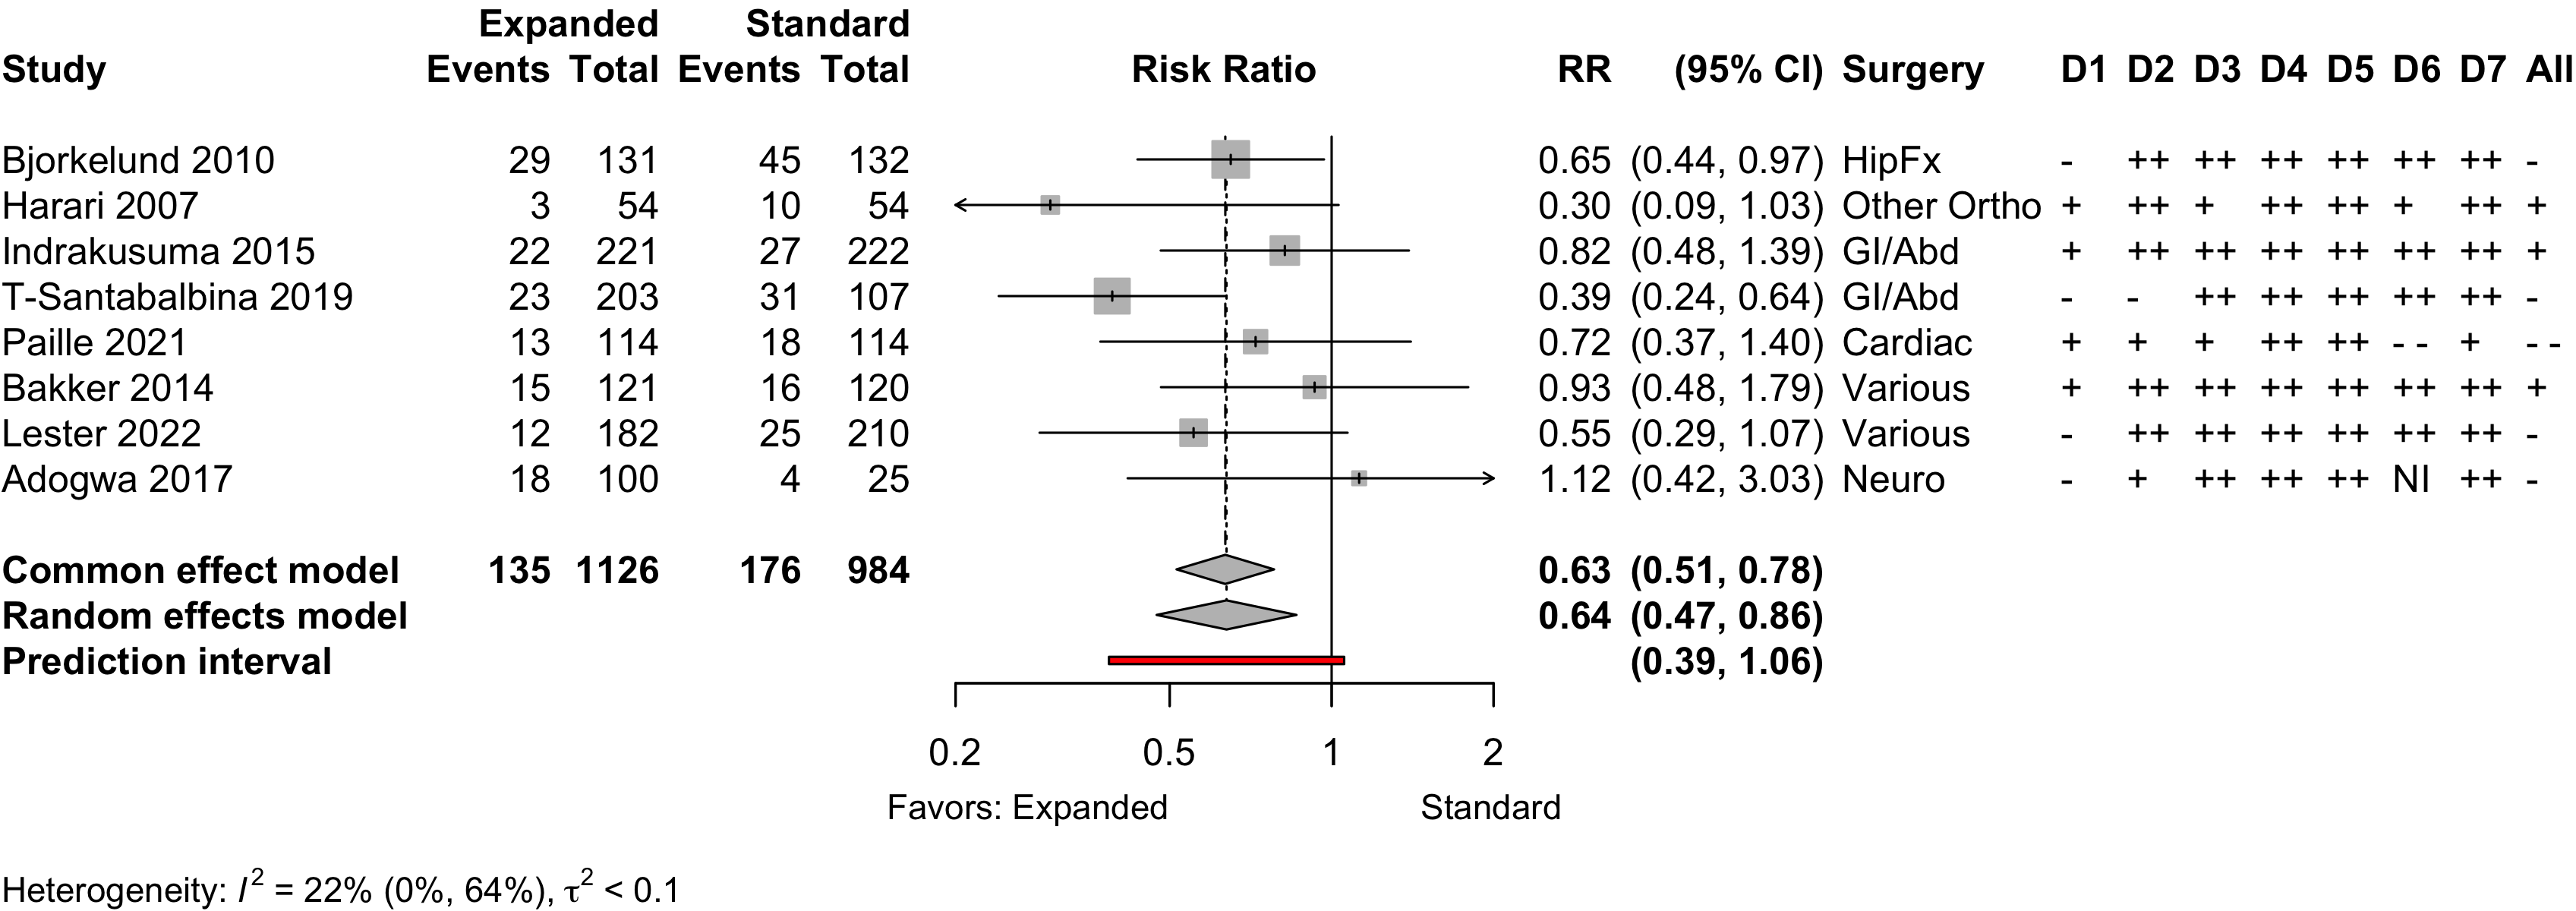 Expanded Standard
Study Events Total Events Total Risk Ratio RR (95% CI) Surgery D1 D2 D3 D4 D5 D6 D7 All
Bjorkelund 2010 29 131 45 132 0.65 (0.44, 0.97) HipFx - ++ ++ ++ ++ ++ ++ -
Harari 2007 3 54 10 54 0.30 (0.09, 1.03) Other Ortho + ++ + ++ ++ + ++ +
Indrakusuma 2015 22 221 27 222 0.82 (0.48, 1.39) GI/Abd + ++ ++ ++ ++ ++ ++ +
T-Santabalbina 2019 23 203 31 107 0.39 (0.24, 0.64) GI/Abd - - ++ ++ ++ ++ ++ -
Paille 2021 13 114 18 114 0.72 (0.37, 1.40) Cardiac + + + ++ ++ - - + - -
Bakker 2014 15 121 16 120 0.93 (0.48, 1.79) Various + ++ ++ ++ ++ ++ ++ +
Lester 2022 12 182 25 210 0.55 (0.29, 1.07) Various - ++ ++ ++ ++ ++ ++ -
Adogwa 2017 18 100 4 25 1.12 (0.42, 3.03) Neuro - + ++ ++ ++ NI ++ -
Common effect model 135 1126 176 984 0.63 (0.51, 0.78)
Random effects model 0.64 (0.47, 0.86)
Prediction interval (0.39, 1.06)
0.2 0.5 1 2
Favors: Expanded Standard
Heterogeneity: I² = 22% (0%, 64%), τ² < 0.1